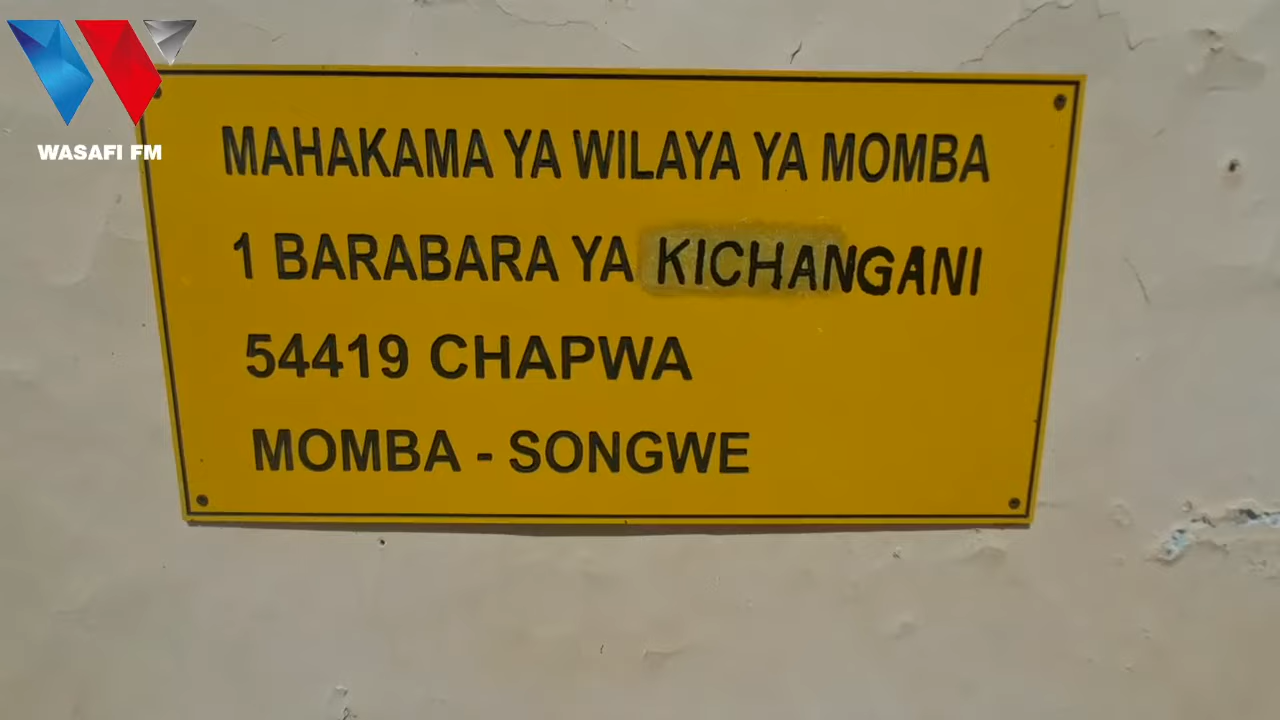 WASAFI FM
MAHAKAMA YA WILAYA YA MOMBA
1 BARABARA YA KICHANGANI
54419 CHAPWA
MOMBA - SONGWE